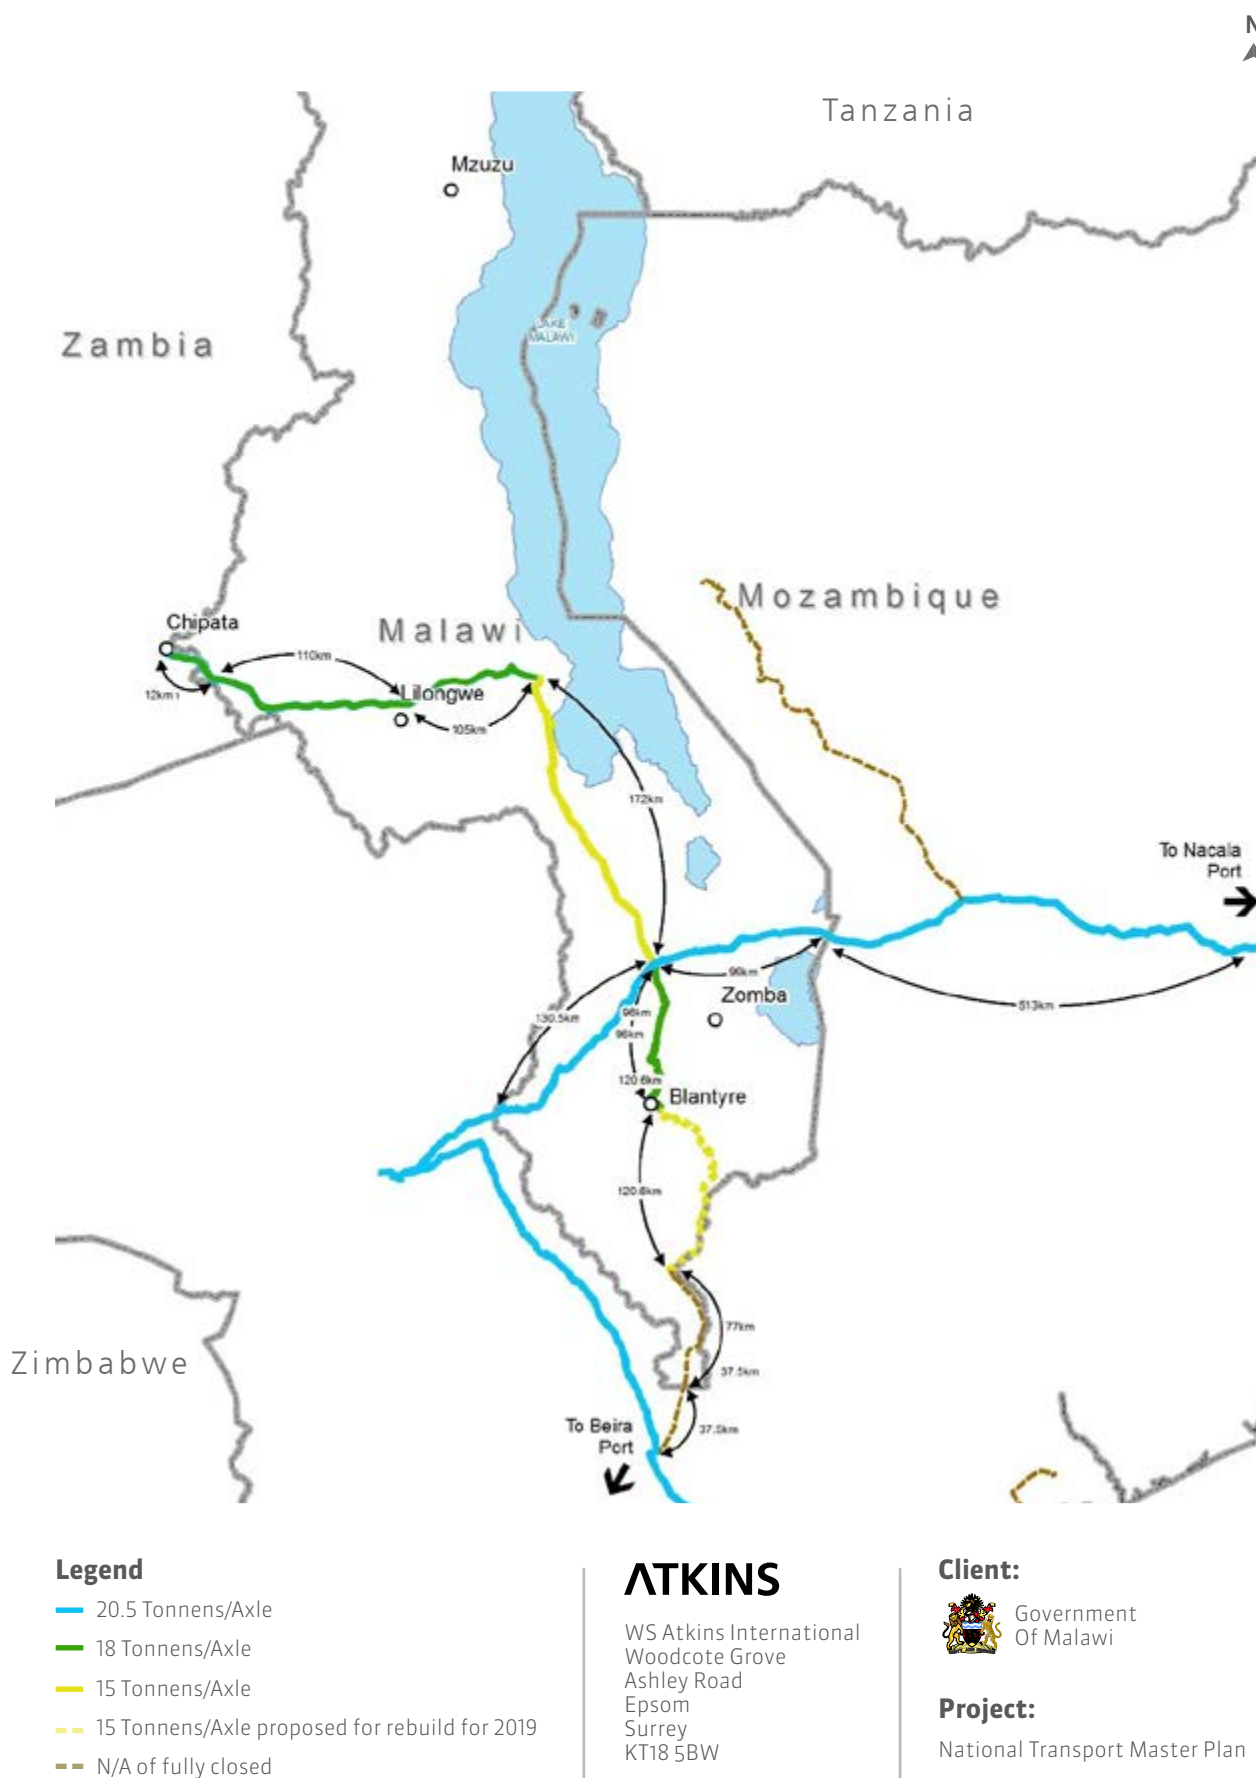 N
Tanzania
Mzuzu
Zambia
LAKE
MALAWI
Mozambique
Chipata
Malawi
110km
12km
Lilongwe
105km
172km
To Nacala
Port
99km
Zomba
513km
130.5km
98km
96km
120.6km
Blantyre
120.6km
77km
Zimbabwe
37.5km
To Beira
Port
37.5km
Legend
20.5 Tonnens/Axle
18 Tonnens/Axle
15 Tonnens/Axle
15 Tonnens/Axle proposed for rebuild for 2019
N/A of fully closed
ATKINS
WS Atkins International
Woodcote Grove
Ashley Road
Epsom
Surrey
KT18 5BW
Client:
Government
Of Malawi
Project:
National Transport Master Plan